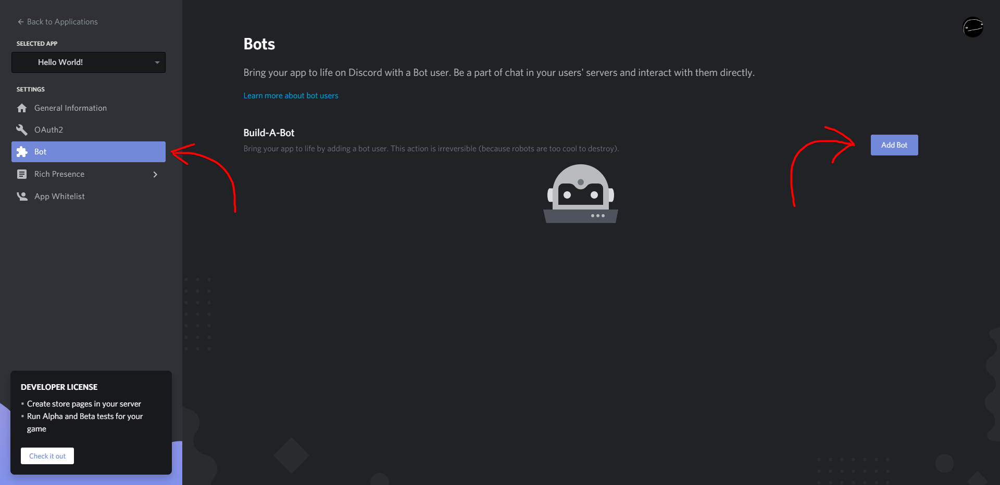 Back to Applications
SELECTED APP
Hello World!
SETTINGS
General Information
OAuth2
Bot
Rich Presence
App Whitelist
DEVELOPER LICENSE
Create store pages in your server
Run Alpha and Beta tests for your
game
Check it out
Bots
Bring your app to life on Discord with a Bot user. Be a part of chat in your users' servers and interact with them directly.
Learn more about bot users
Build-A-Bot
Bring your app to life by adding a bot user. This action is irreversible (because robots are too cool to destroy).
Add Bot